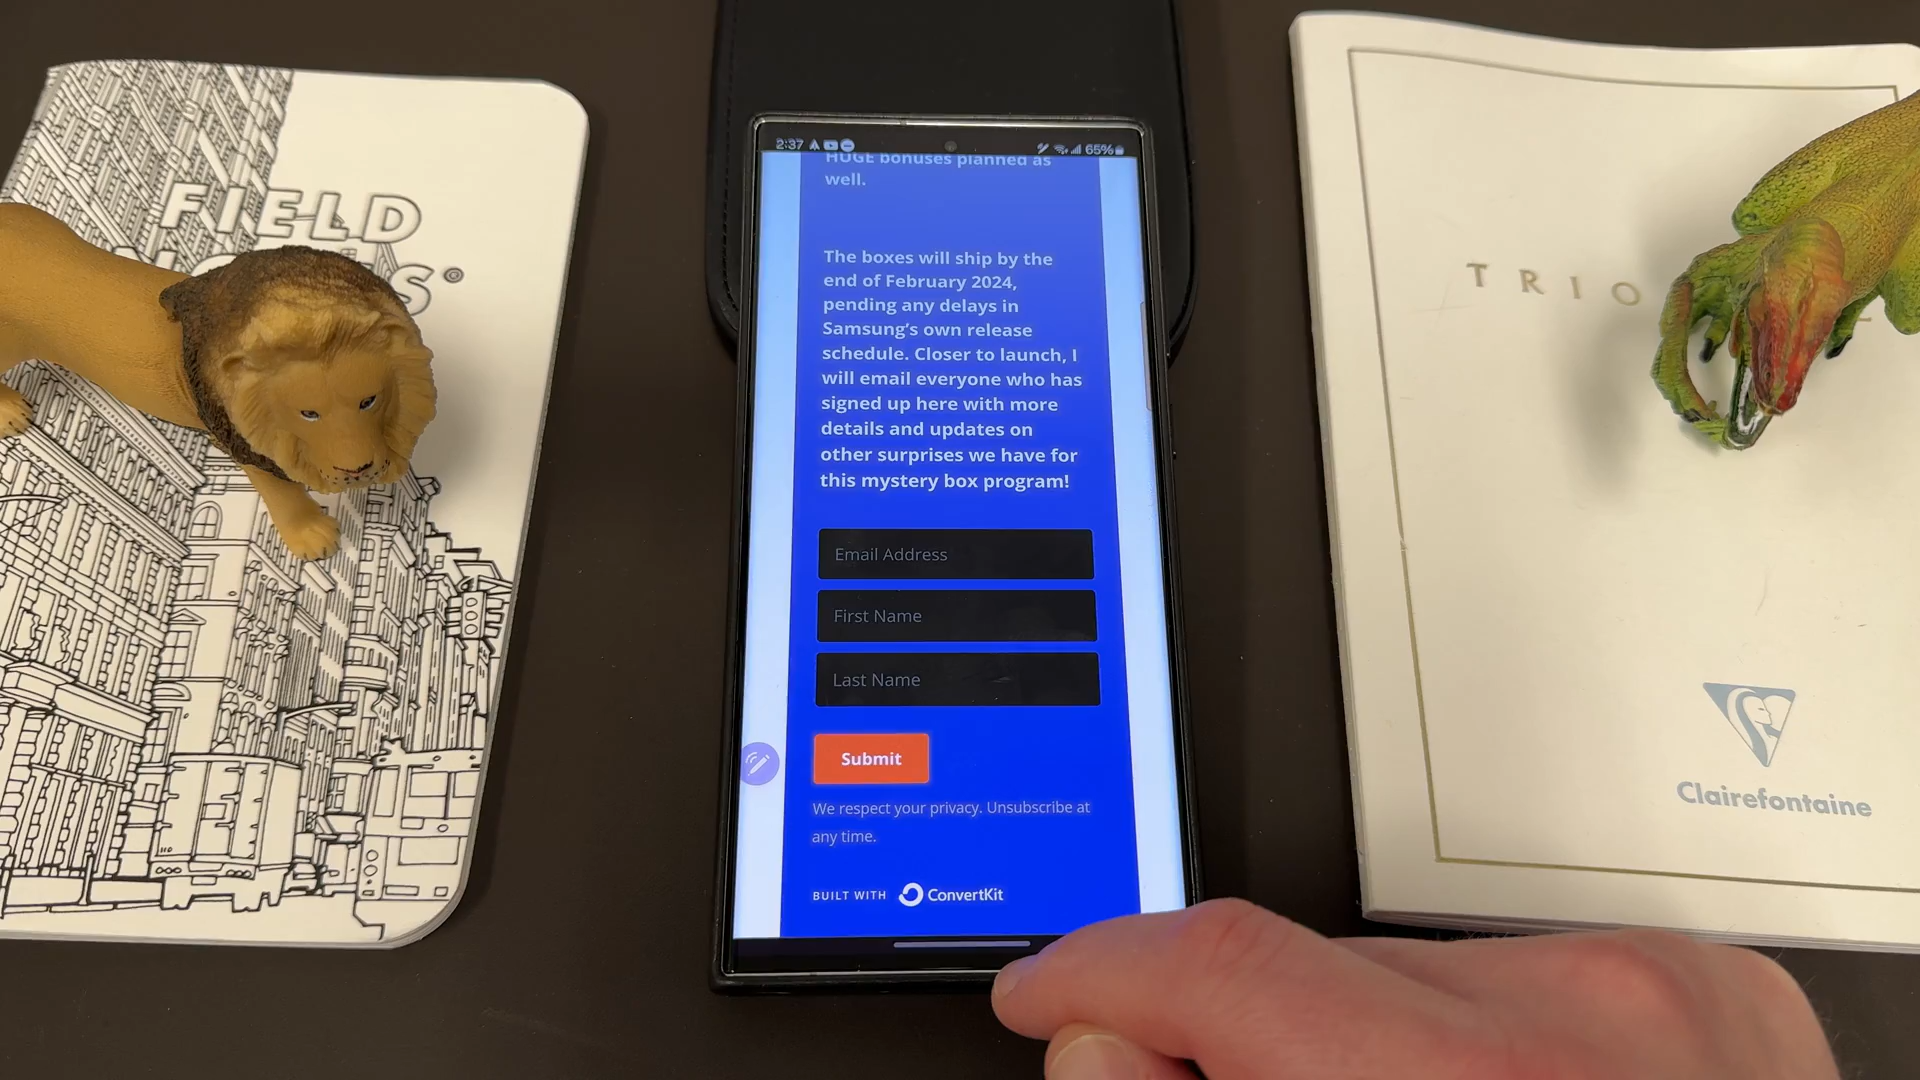 FIELD
2:37
65%
HUGE bonuses planned as
well.
The boxes will ship by the
end of February 2024,
pending any delays in
Samsung's own release
schedule. Closer to launch, I
will email everyone who has
signed up here with more
details and updates on
other surprises we have for
this mystery box program!
Email Address
First Name
Last Name
Submit
We respect your privacy. Unsubscribe at
any time.
BUILT WITH ConvertKit
Clairefontaine